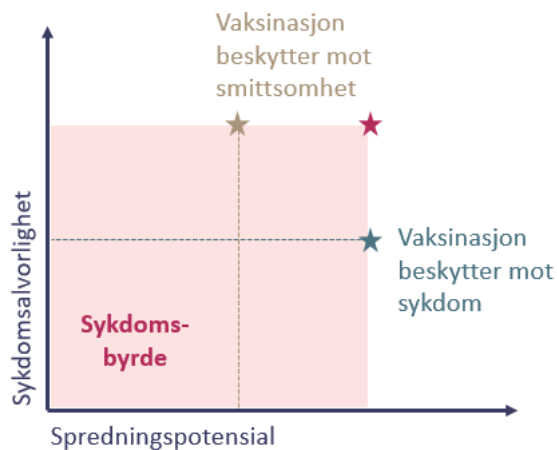 Vaksinasjon
beskytter mot
smittsomhet
Sykdomsalvorlighet
Vaksinasjon
beskytter mot
sykdom
Sykdoms-
byrde
Spredningspotensial